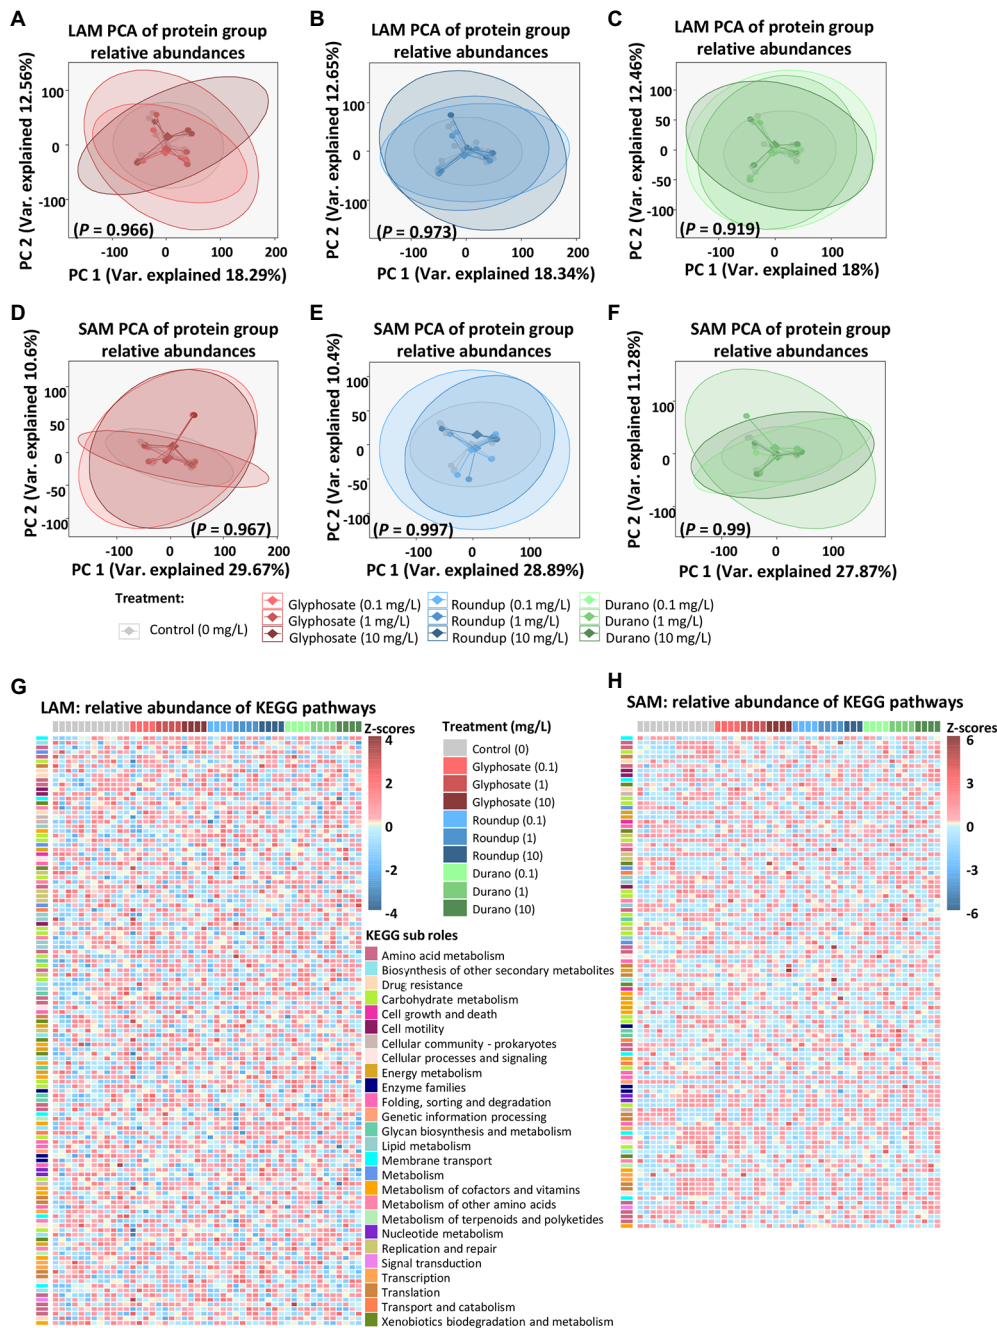 A
LAM PCA of protein group
relative abundances
PC 2 (Var. explained 12.56%)
100
0
-100
(P = 0.966)
-100
0
100
200
PC 1 (Var. explained 18.29%)
B
LAM PCA of protein group
relative abundances
PC 2 (Var. explained 12.65%)
100
0
-100
(P = 0.973)
-100
0
100
200
PC 1 (Var. explained 18.34%)
C
LAM PCA of protein group
relative abundances
PC 2 (Var. explained 12.46%)
100
50
0
-50
-100
(P = 0.919)
-100
0
100
PC 1 (Var. explained 18%)
D
SAM PCA of protein group
relative abundances
PC 2 (Var. explained 10.6%)
100
50
0
-50
-100
(P = 0.967)
-100
0
100
200
PC 1 (Var. explained 29.67%)
E
SAM PCA of protein group
relative abundances
PC 2 (Var. explained 10.4%)
100
50
0
-50
-100
(P = 0.997)
-100
0
100
PC 1 (Var. explained 28.89%)
F
SAM PCA of protein group
relative abundances
PC 2 (Var. explained 11.28%)
100
0
-100
(P = 0.99)
-100
0
100
PC 1 (Var. explained 27.87%)
Treatment:
Control (0 mg/L)
Glyphosate (0.1 mg/L)
Glyphosate (1 mg/L)
Glyphosate (10 mg/L)
Roundup (0.1 mg/L)
Roundup (1 mg/L)
Roundup (10 mg/L)
Durano (0.1 mg/L)
Durano (1 mg/L)
Durano (10 mg/L)
G
LAM: relative abundance of KEGG pathways
Z-scores
4
2
0
-2
-4
Treatment (mg/L)
Control (0)
Glyphosate (0.1)
Glyphosate (1)
Glyphosate (10)
Roundup (0.1)
Roundup (1)
Roundup (10)
Durano (0.1)
Durano (1)
Durano (10)
KEGG sub roles
Amino acid metabolism
Biosynthesis of other secondary metabolites
Drug resistance
Carbohydrate metabolism
Cell growth and death
Cell motility
Cellular community - prokaryotes
Cellular processes and signaling
Energy metabolism
Enzyme families
Folding, sorting and degradation
Genetic information processing
Glycan biosynthesis and metabolism
Lipid metabolism
Membrane transport
Metabolism
Metabolism of cofactors and vitamins
Metabolism of other amino acids
Metabolism of terpenoids and polyketides
Nucleotide metabolism
Replication and repair
Signal transduction
Transcription
Translation
Transport and catabolism
Xenobiotics biodegradation and metabolism
H
SAM: relative abundance of KEGG pathways
Z-scores
6
3
0
-3
-6